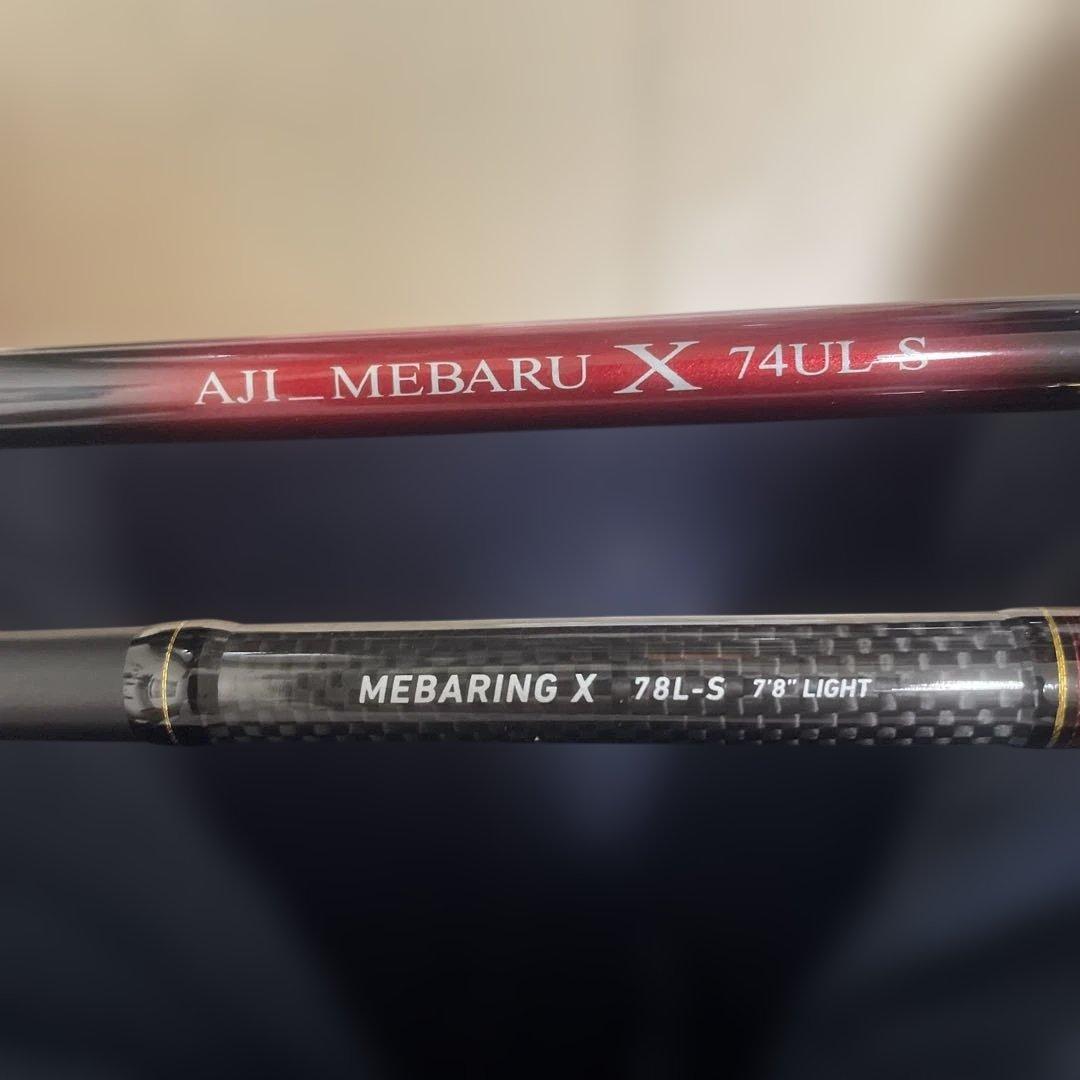 AJI_MEBARU X 74UL-S
MEBARING X 78L-S 7'8" LIGHT